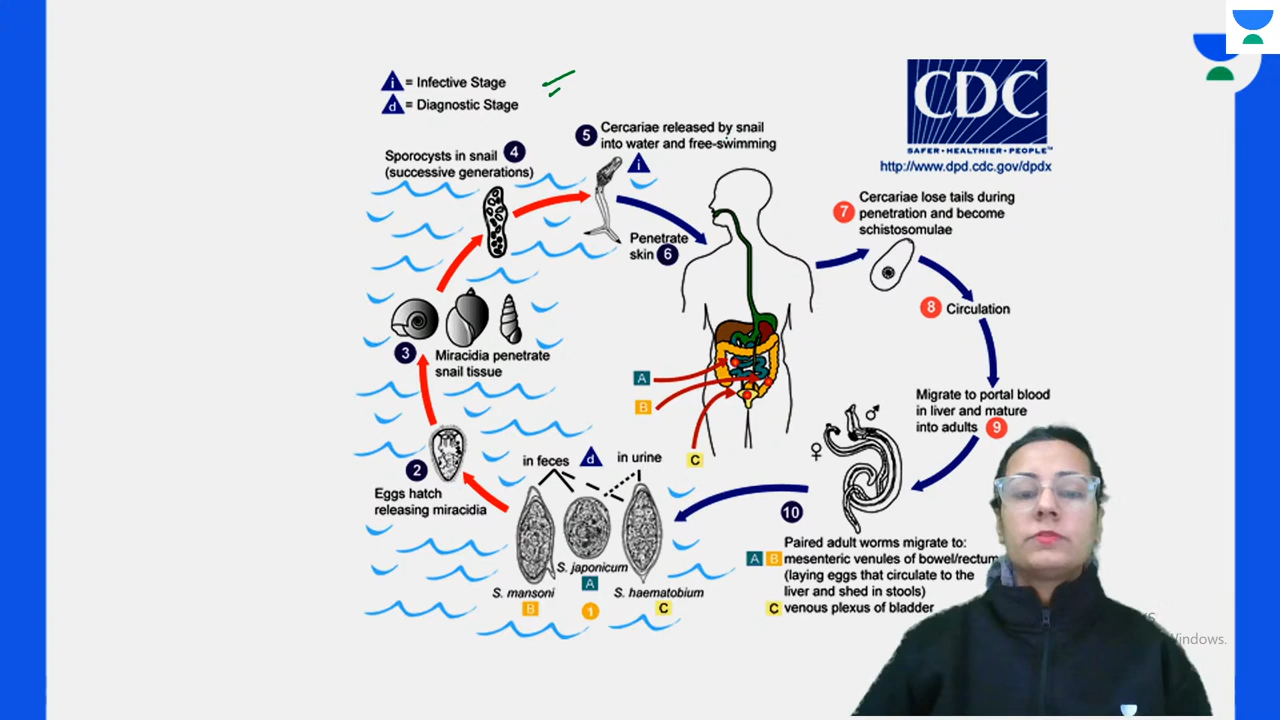 i = Infective Stage
d = Diagnostic Stage
CDC
SAFER·HEALTHIER·PEOPLE™
http://www.dpd.cdc.gov/dpdx
5 Cercariae released by snail
into water and free-swimming
i
Sporocysts in snail 4
(successive generations)
Penetrate
skin 6
7 Cercariae lose tails during
penetration and become
schistosomulae
8 Circulation
3 Miracidia penetrate
snail tissue
A
B
C
Migrate to portal blood
in liver and mature
into adults 9
♂
♀
2
Eggs hatch
releasing miracidia
in feces d in urine
S. japonicum
A
S. mansoni
B
1
S. haematobium
C
10
Paired adult worms migrate to:
A B mesenteric venules of bowel/rectum
(laying eggs that circulate to the
liver and shed in stools)
C venous plexus of bladder